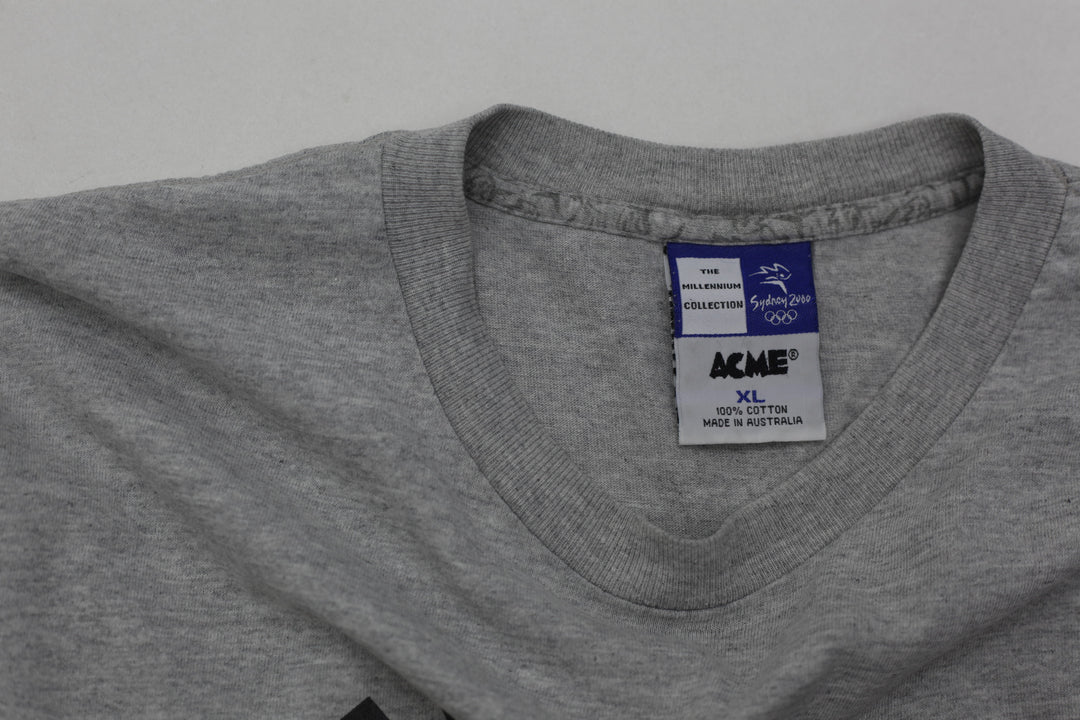 THE
MILLENNIUM
COLLECTION
Sydney 2000
ACME®
XL
100% COTTON
MADE IN AUSTRALIA